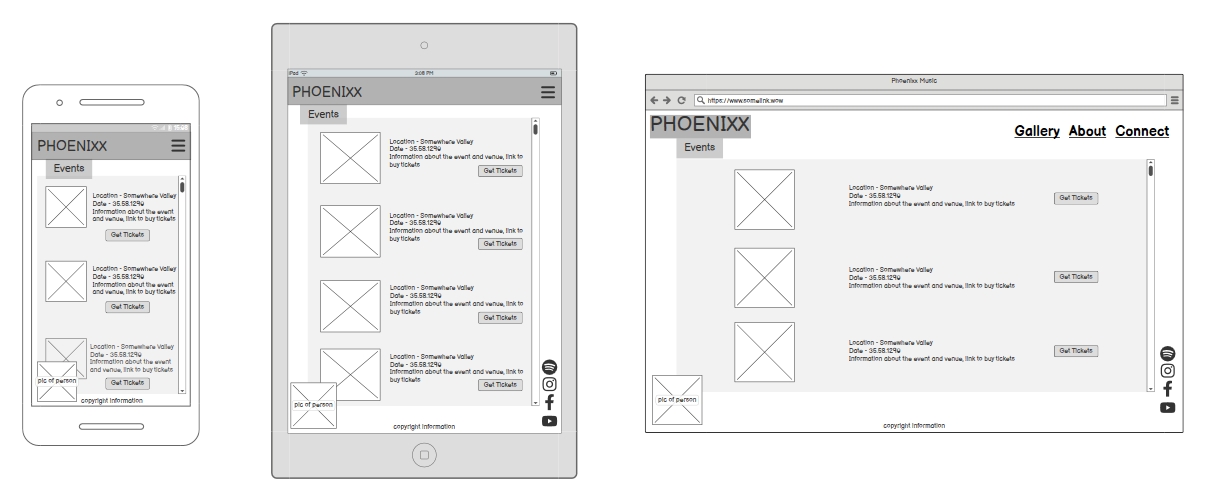 PHOENIXX
Events
Location - Somewhere Valley
Date - 35.58.1290
Information about the event
and venue, link to buy tickets
Get Tickets
Location - Somewhere Valley
Date - 35.58.1290
Information about the event
and venue, link to buy tickets
Get Tickets
Location - Somewhere Valley
Date - 35.58.1290
Information about the event
and venue, link to buy tickets
Get Tickets
pic of person
copyright information
iPad
3:08 PM
PHOENIXX
Events
Location - Somewhere Valley
Date - 35.58.1290
Information about the event and venue, link to
buy tickets
Get Tickets
Location - Somewhere Valley
Date - 35.58.1290
Information about the event and venue, link to
buy tickets
Get Tickets
Location - Somewhere Valley
Date - 35.58.1290
Information about the event and venue, link to
buy tickets
Get Tickets
Location - Somewhere Valley
Date - 35.58.1290
Information about the event and venue, link to
buy tickets
Get Tickets
pic of person
copyright information
Phoenixx Music
https://www.somelink.wow
PHOENIXX
Gallery About Connect
Events
Location - Somewhere Valley
Date - 35.58.1290
Information about the event and venue, link to buy tickets
Get Tickets
Location - Somewhere Valley
Date - 35.58.1290
Information about the event and venue, link to buy tickets
Get Tickets
Location - Somewhere Valley
Date - 35.58.1290
Information about the event and venue, link to buy tickets
Get Tickets
pic of person
copyright information